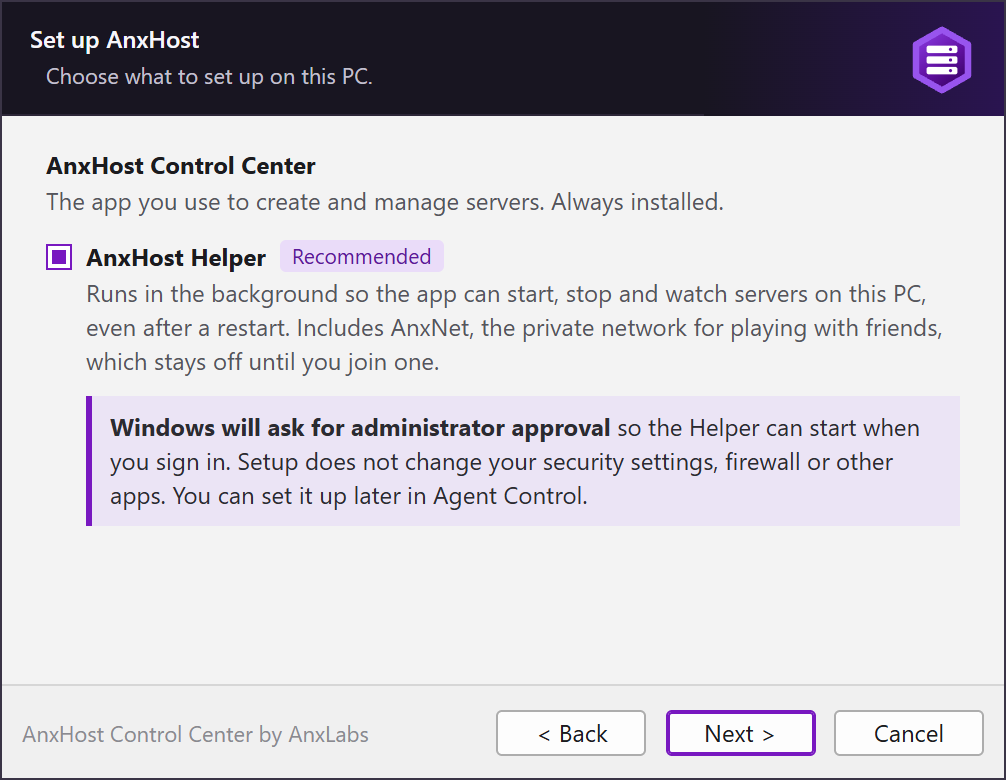 Set up AnxHost
Choose what to set up on this PC.
AnxHost Control Center
The app you use to create and manage servers. Always installed.
AnxHost Helper Recommended
Runs in the background so the app can start, stop and watch servers on this PC,
even after a restart. Includes AnxNet, the private network for playing with friends,
which stays off until you join one.
Windows will ask for administrator approval so the Helper can start when
you sign in. Setup does not change your security settings, firewall or other
apps. You can set it up later in Agent Control.
AnxHost Control Center by AnxLabs
< Back
Next >
Cancel